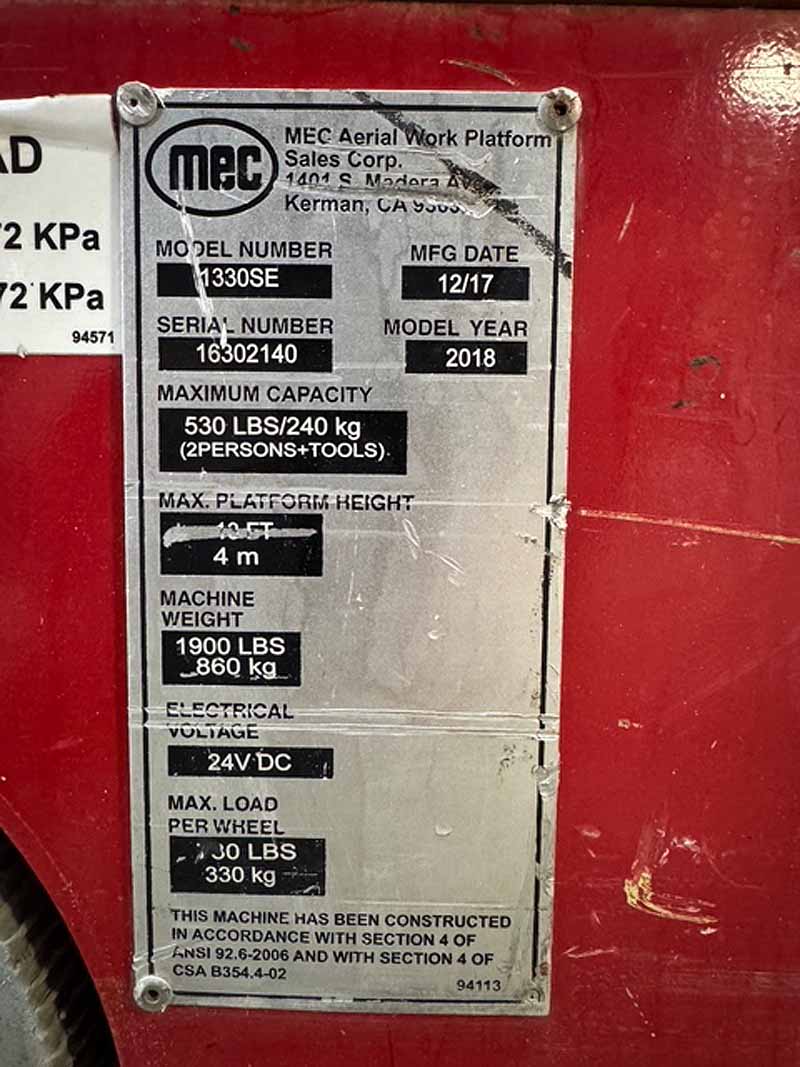 AD
72 KPa
72 KPa
94571
mec
MEC Aerial Work Platform
Sales Corp.
1401 S. Madera
Kerman, CA
MODEL NUMBER
1330SE
MFG DATE
12/17
SERIAL NUMBER
16302140
MODEL YEAR
2018
MAXIMUM CAPACITY
530 LBS/240 kg
(2PERSONS+TOOLS)
MAX. PLATFORM HEIGHT
FT
4 m
MACHINE
WEIGHT
1900 LBS
860 kg
ELECTRICAL
VOLTAGE
24V DC
MAX. LOAD
PER WHEEL
LBS
330 kg
THIS MACHINE HAS BEEN CONSTRUCTED
IN ACCORDANCE WITH SECTION 4 OF
ANSI 92.6-2006 AND WITH SECTION 4 OF
CSA B354.4-02
94113